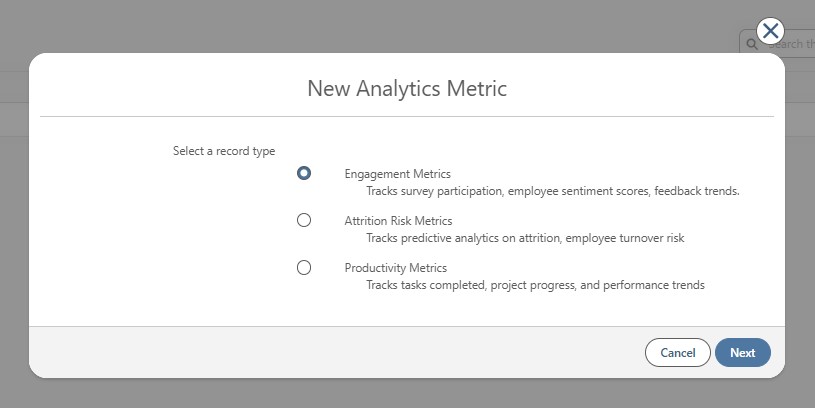 Search th
New Analytics Metric
Select a record type
Engagement Metrics
Tracks survey participation, employee sentiment scores, feedback trends.
Attrition Risk Metrics
Tracks predictive analytics on attrition, employee turnover risk
Productivity Metrics
Tracks tasks completed, project progress, and performance trends
Cancel
Next